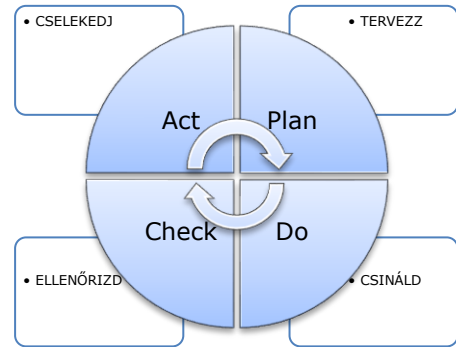 • CSELEKEDJ
• TERVEZZ
Act
Plan
Check
Do
• ELLENŐRIZD
• CSINÁLD